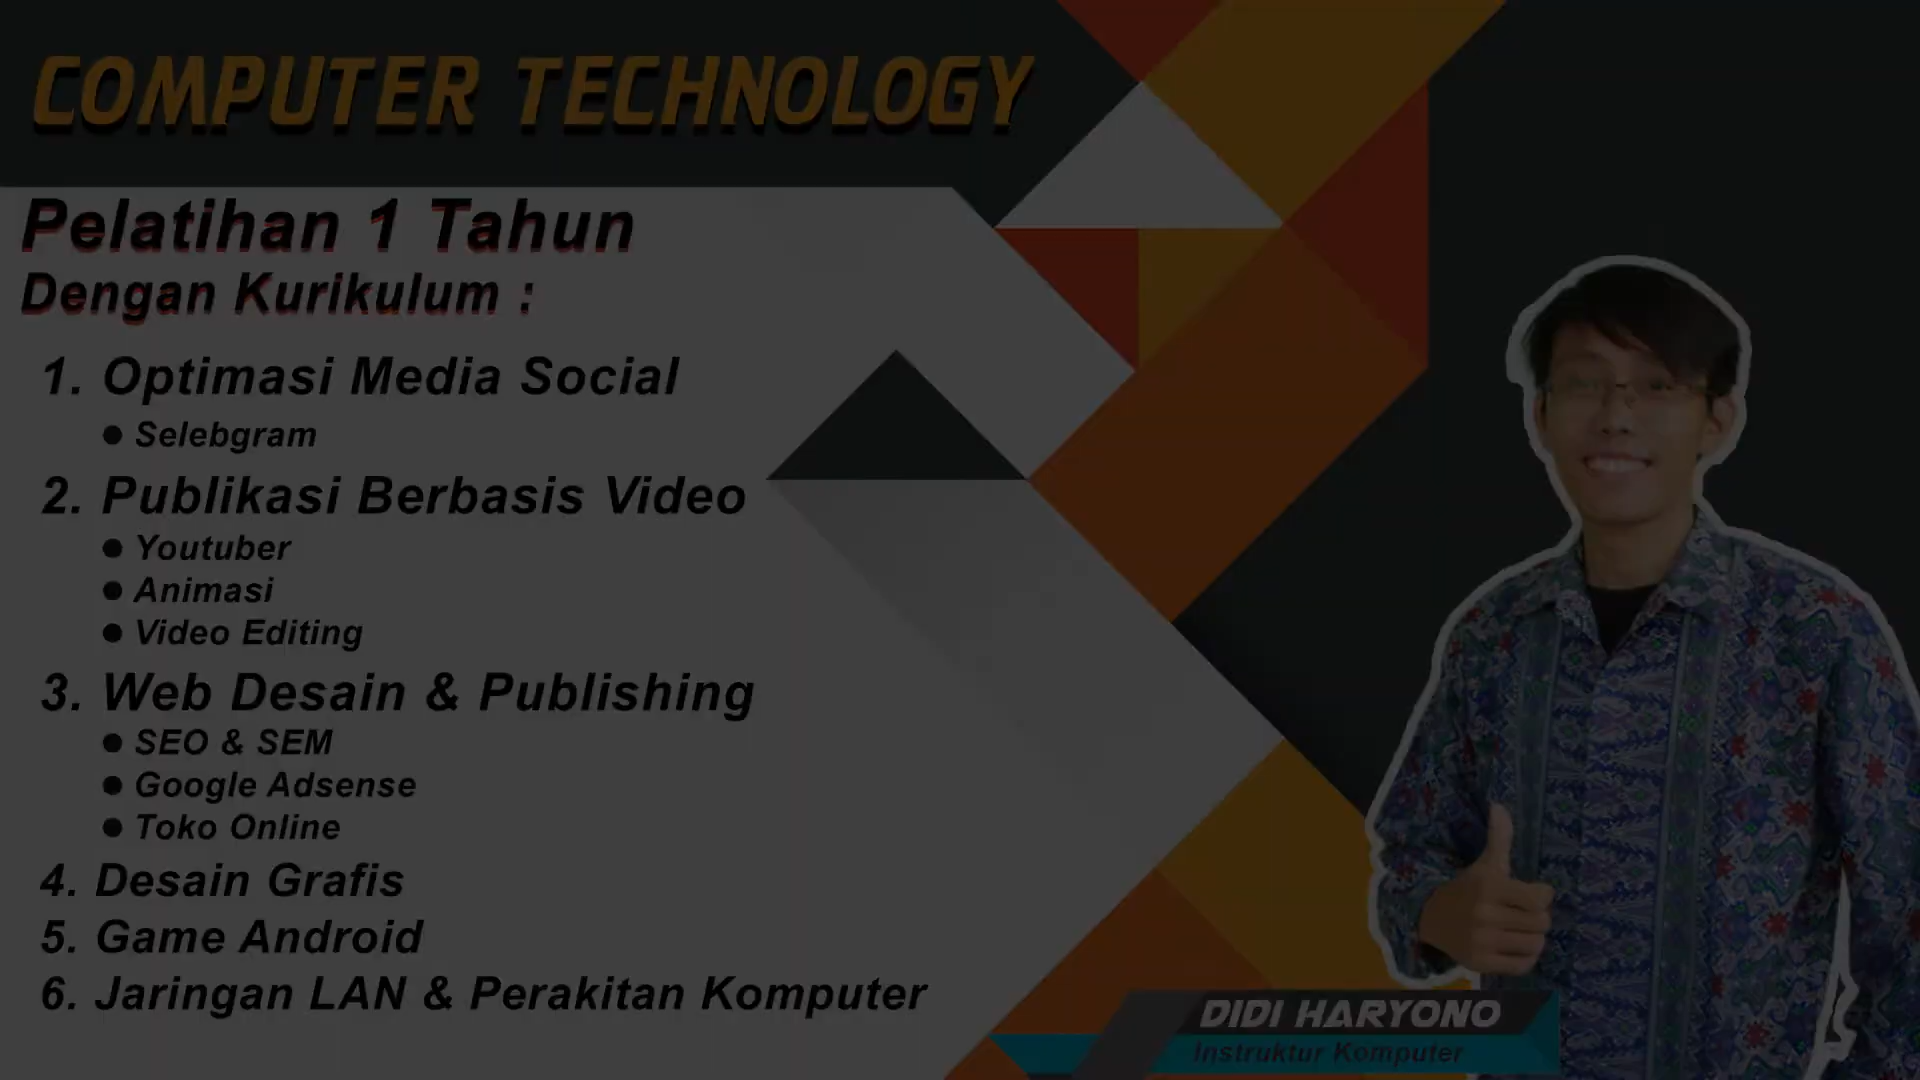 COMPUTER TECHNOLOGY
Pelatihan 1 Tahun
Dengan Kurikulum :
1. Optimasi Media Social
● Selebgram
2. Publikasi Berbasis Video
● Youtuber
● Animasi
● Video Editing
3. Web Desain & Publishing
● SEO & SEM
● Google Adsense
● Toko Online
4. Desain Grafis
5. Game Android
6. Jaringan LAN & Perakitan Komputer
DIDI HARYONO
Instruktur Komputer